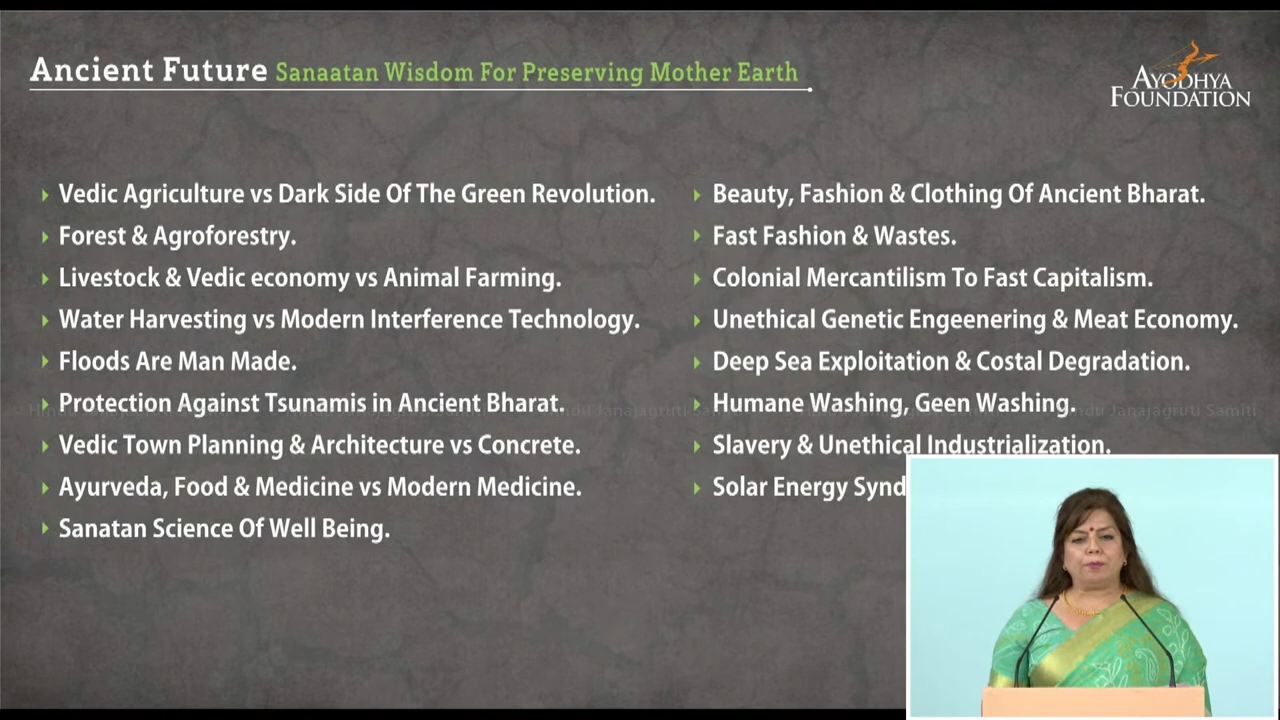 Ancient Future Sanaatan Wisdom For Preserving Mother Earth
AYODHYA
FOUNDATION
Vedic Agriculture vs Dark Side Of The Green Revolution.
Forest & Agroforestry.
Livestock & Vedic economy vs Animal Farming.
Water Harvesting vs Modern Interference Technology.
Floods Are Man Made.
Protection Against Tsunamis in Ancient Bharat.
Vedic Town Planning & Architecture vs Concrete.
Ayurveda, Food & Medicine vs Modern Medicine.
Sanatan Science Of Well Being.
Beauty, Fashion & Clothing Of Ancient Bharat.
Fast Fashion & Wastes.
Colonial Mercantilism To Fast Capitalism.
Unethical Genetic Engeenering & Meat Economy.
Deep Sea Exploitation & Costal Degradation.
Humane Washing, Geen Washing.
Slavery & Unethical Industrialization.
Solar Energy Synd
Hindu Janajagruti Samiti